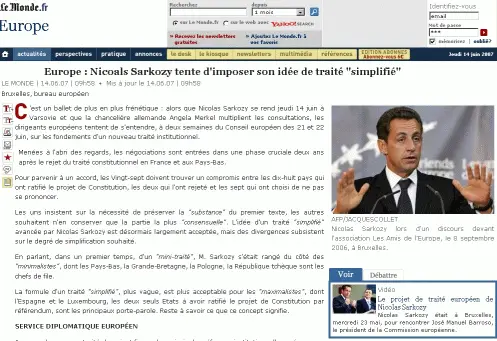 Le Monde.fr
Europe
Recherchez
depuis
1 mois
sur Le Monde.fr
sur le web avec YAHOO! SEARCH
Recevez les newsletters gratuites
Ajoutez Le Monde.fr à vos favoris
Identifiez-vous
email
Mot de passe
****
mémorisez
oublié?
actualités
perspectives
pratique
annonces
le desk
le kiosque
newsletters
multimédia
références
EDITION ABONNÉS
Jeudi 14 juin 2007
Europe : Nicoals Sarkozy tente d'imposer son idée de traité "simplifié"
LE MONDE | 14.06.07 | 09h58 • Mis à jour le 14.06.07 | 09h58
Bruxelles, bureau européen
C'est un ballet de plus en plus frénétique : alors que Nicolas Sarkozy se rend jeudi 14 juin à
Varsovie et que la chancelière allemande Angela Merkel multiplient les consultations, les
dirigeants européens tentent de s'entendre, à deux semaines du Conseil européen des 21 et 22
juin, sur les fondements d'un nouveau traité institutionnel.
Menées à l'abri des regards, les négociations sont entrées dans une phase cruciale deux ans
après le rejet du traité constitutionnel en France et aux Pays-Bas.
Pour parvenir à un accord, les Vingt-sept doivent trouver un compromis entre les dix-huit pays qui
ont ratifié le projet de Constitution, les deux qui l'ont rejeté et les sept qui ont choisi de ne pas
se prononcer.
Les uns insistent sur la nécessité de préserver la "substance" du premier texte, les autres
souhaitent n'en conserver que la partie la plus "consensuelle". L'idée d'un traité "simplifié"
avancée par Nicolas Sarkozy est désormais largement acceptée, mais des divergences subsistent
sur le degré de simplification souhaité.
En parlant, dans un premier temps, d'un "mini-traité", M. Sarkozy s'était rangé du côté des
"minimalistes", dont les Pays-Bas, la Grande-Bretagne, la Pologne, la République tchèque sont les
chefs de file.
La formule d'un traité "simplifié", plus vague, est plus acceptable pour les "maximalistes", dont
l'Espagne et le Luxembourg, les deux seuls Etats à avoir ratifié le projet de Constitution par
référendum, sont les principaux porte-parole. Reste à savoir ce que ce concept signifie.
SERVICE DIPLOMATIQUE EUROPÉEN
AFP/JACQUES COLLET
Nicolas Sarkozy lors d'un discours devant
l'association Les Amis de l'Europe, le 8 septembre 2006,
à Bruxelles.
Voir
Débattre
Vidéo
Le projet de traité européen de
Nicolas Sarkozy
Nicolas Sarkozy était à Bruxelles,
mercredi 23 mai, pour rencontrer José Manuel Barroso,
le président de la Commission européenne.